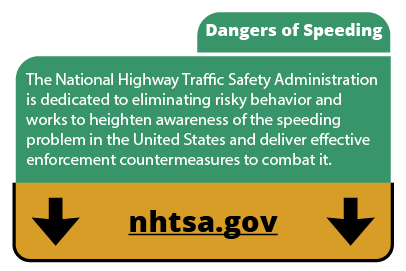 Dangers of Speeding
The National Highway Traffic Safety Administration
is dedicated to eliminating risky behavior and
works to heighten awareness of the speeding
problem in the United States and deliver effective
enforcement countermeasures to combat it.
nhtsa.gov